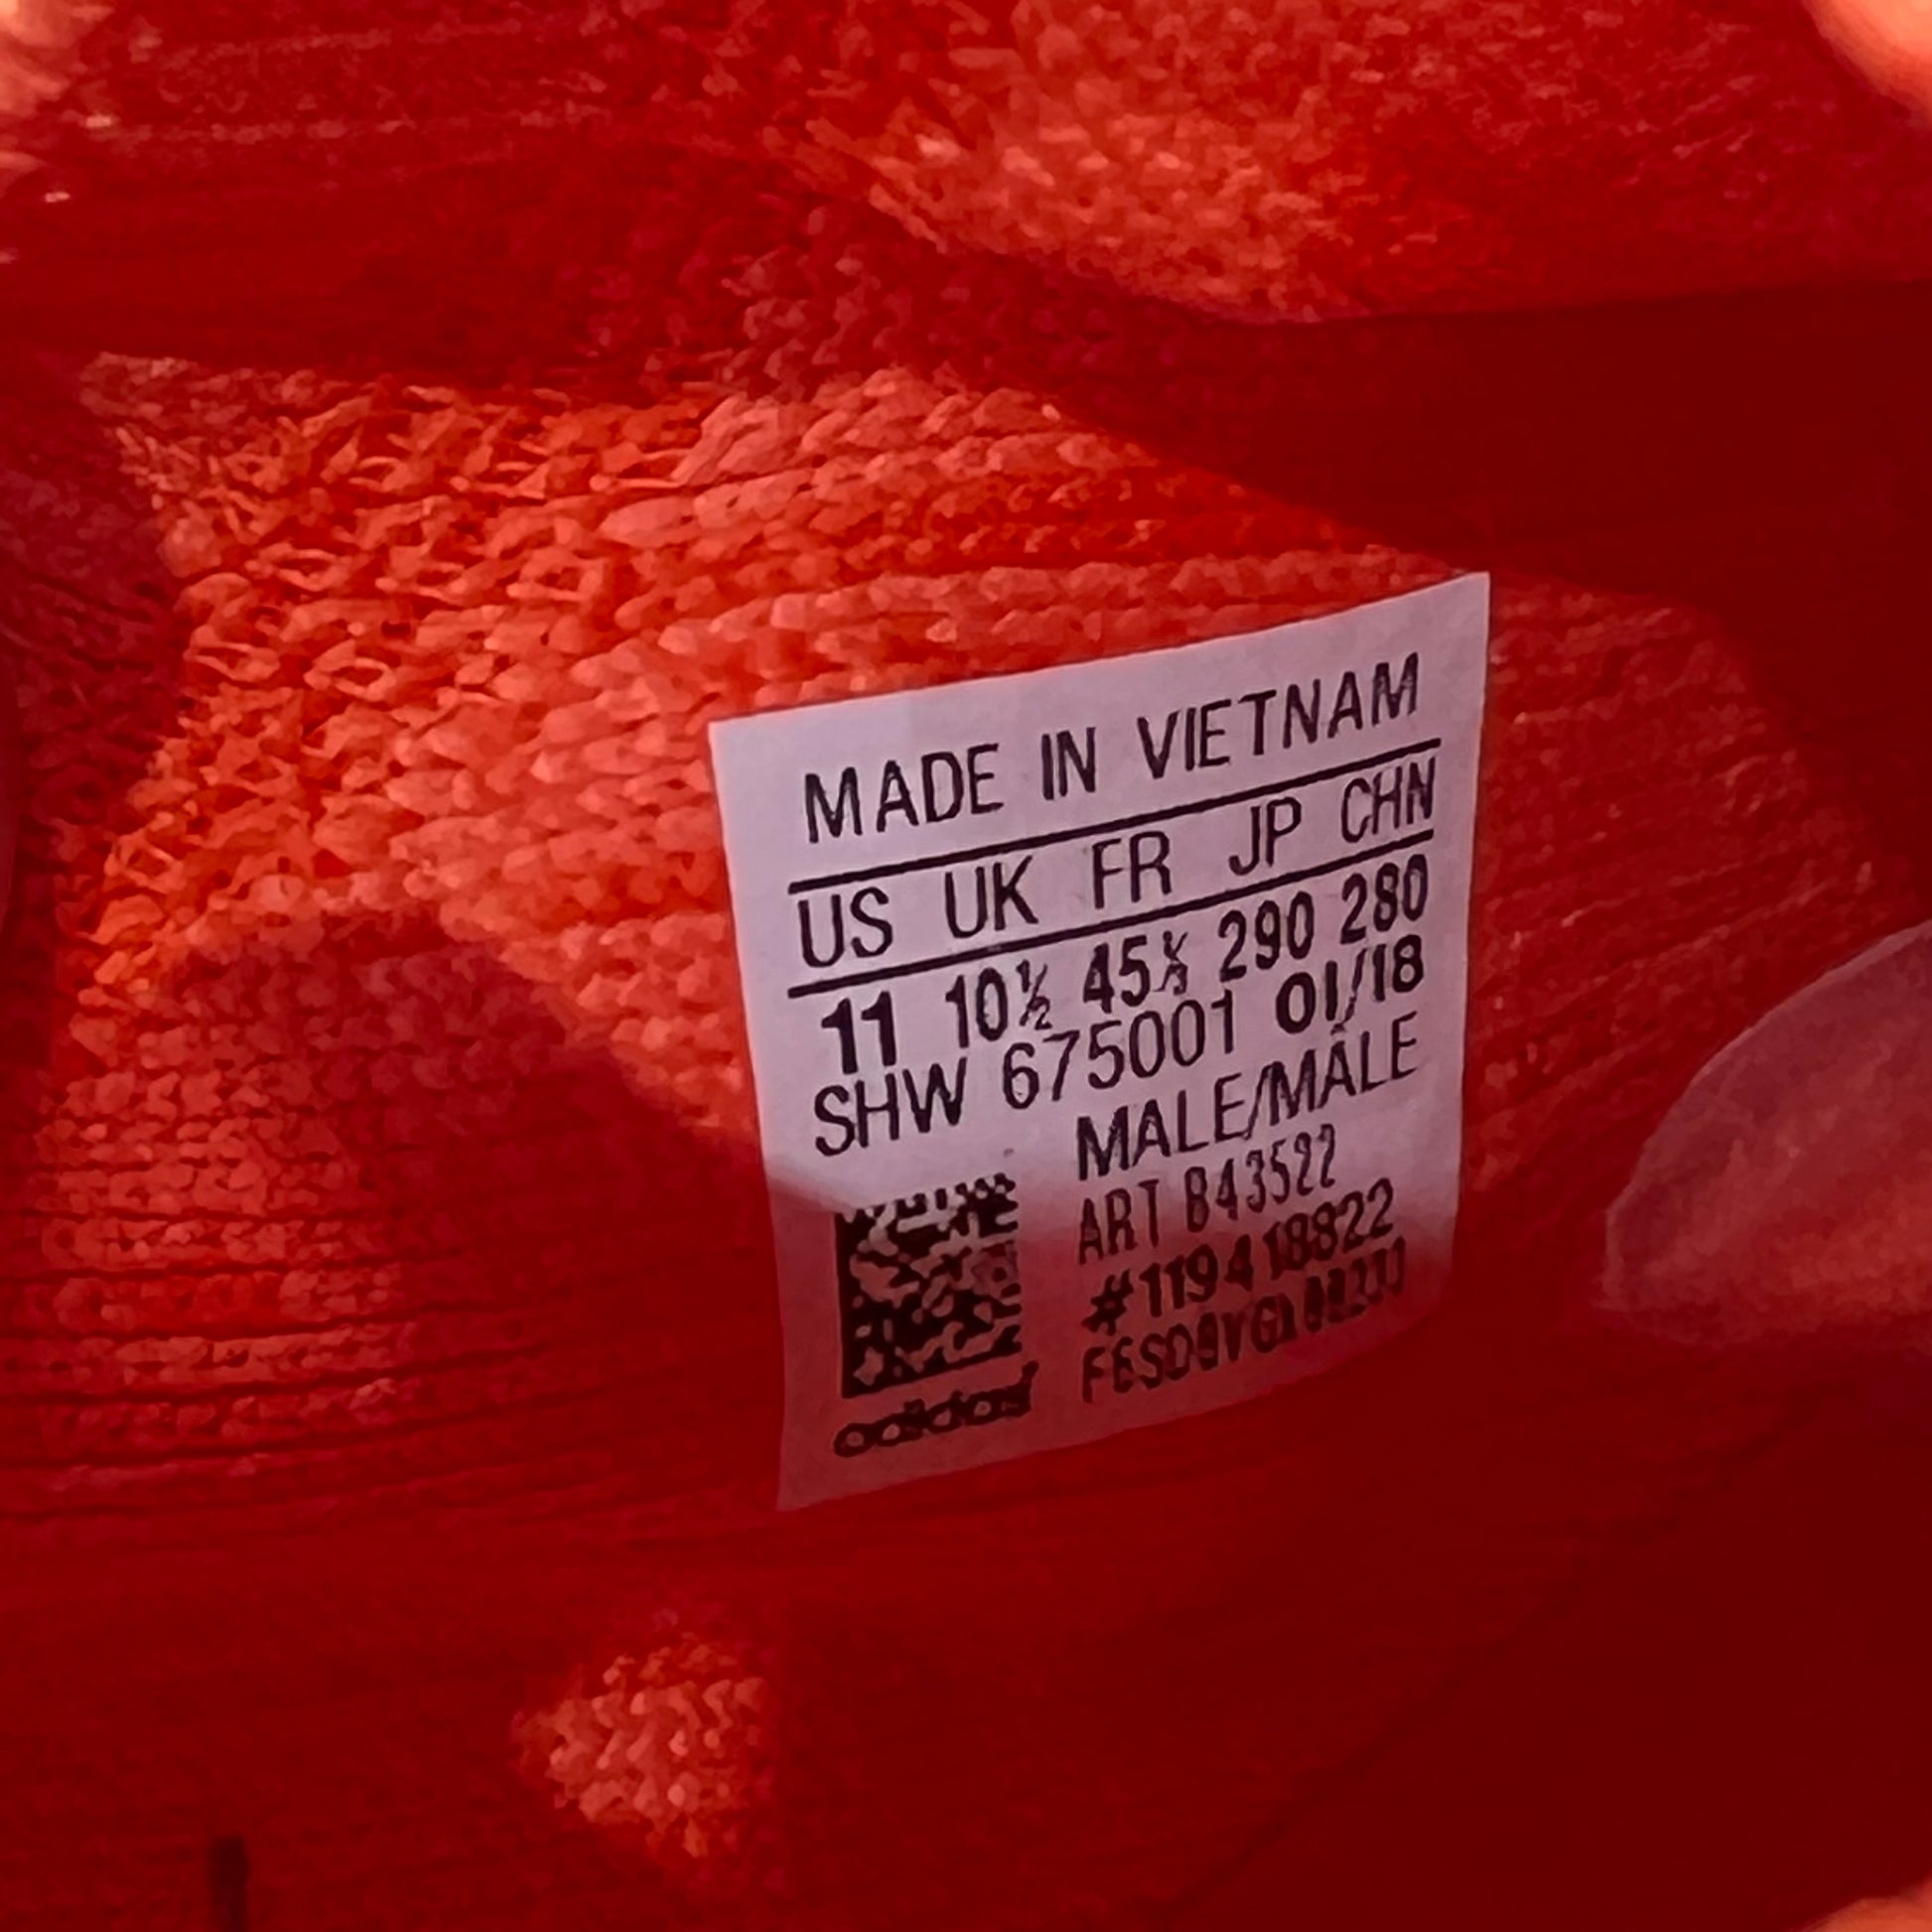 MADE IN VIETNAM
US UK FR JP CHN
11 10½ 45⅓ 290 280
SHW 675001 01/18
MALE/MÂLE
ART B43522
#119418822
adidas